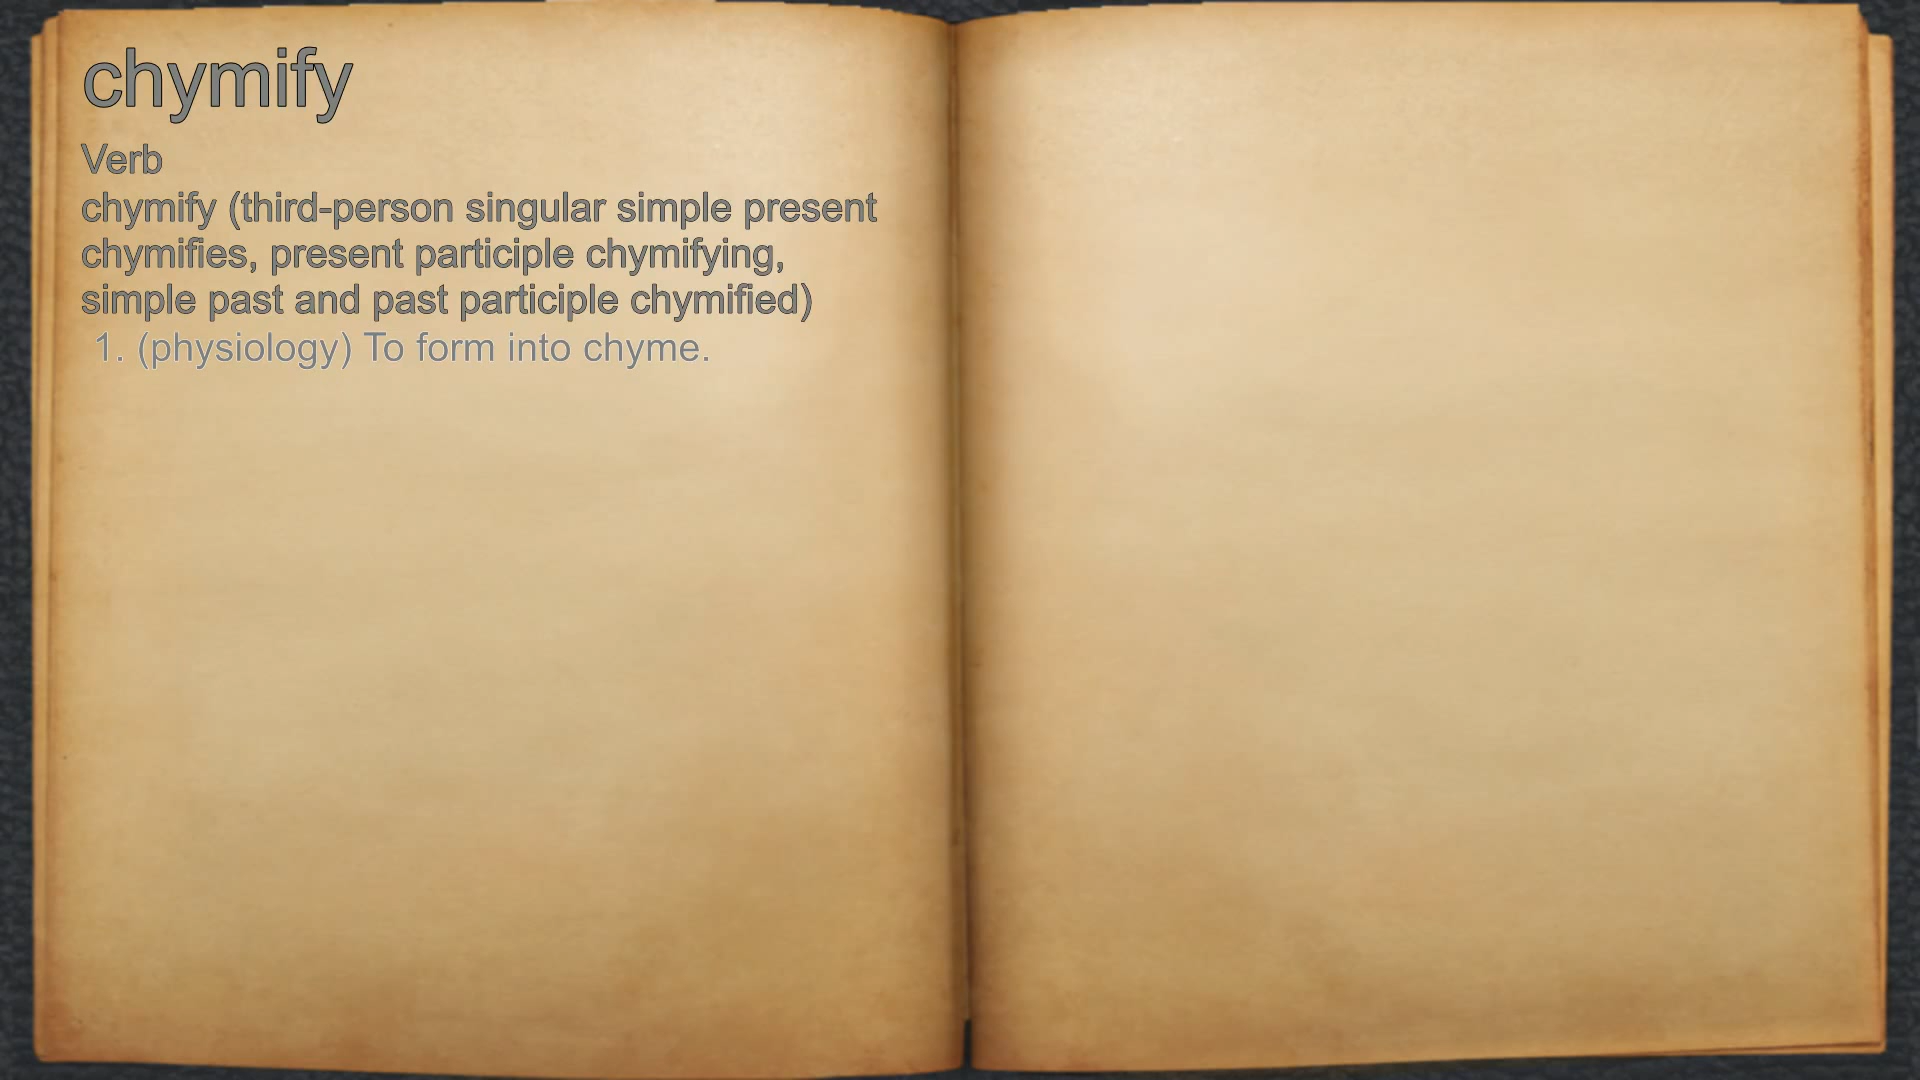 chymify
Verb
chymify (third-person singular simple present
chymifies, present participle chymifying,
simple past and past participle chymified)
1. (physiology) To form into chyme.